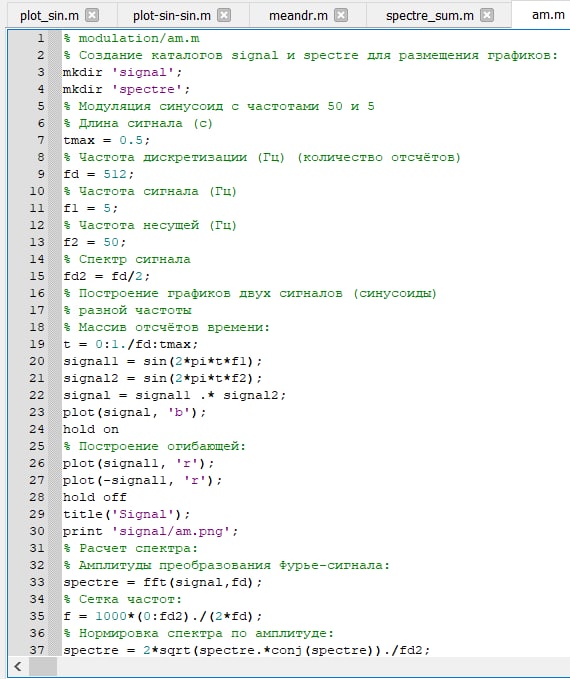 plot_sin.m plot-sin-sin.m meandr.m spectre_sum.m am.m
1 % modulation/am.m
2 % Создание каталогов signal и spectre для размещения графиков:
3 mkdir 'signal';
4 mkdir 'spectre';
5 % Модуляция синусоид с частотами 50 и 5
6 % Длина сигнала (с)
7 tmax = 0.5;
8 % Частота дискретизации (Гц) (количество отсчётов)
9 fd = 512;
10 % Частота сигнала (Гц)
11 f1 = 5;
12 % Частота несущей (Гц)
13 f2 = 50;
14 % Спектр сигнала
15 fd2 = fd/2;
16 % Построение графиков двух сигналов (синусоиды)
17 % разной частоты
18 % Массив отсчётов времени:
19 t = 0:1./fd:tmax;
20 signal1 = sin(2*pi*t*f1);
21 signal2 = sin(2*pi*t*f2);
22 signal = signal1 .* signal2;
23 plot(signal, 'b');
24 hold on
25 % Построение огибающей:
26 plot(signal1, 'r');
27 plot(-signal1, 'r');
28 hold off
29 title('Signal');
30 print 'signal/am.png';
31 % Расчет спектра:
32 % Амплитуды преобразования Фурье-сигнала:
33 spectre = fft(signal,fd);
34 % Сетка частот:
35 f = 1000*(0:fd2)./(2*fd);
36 % Нормировка спектра по амплитуде:
37 spectre = 2*sqrt(spectre.*conj(spectre))./fd2;